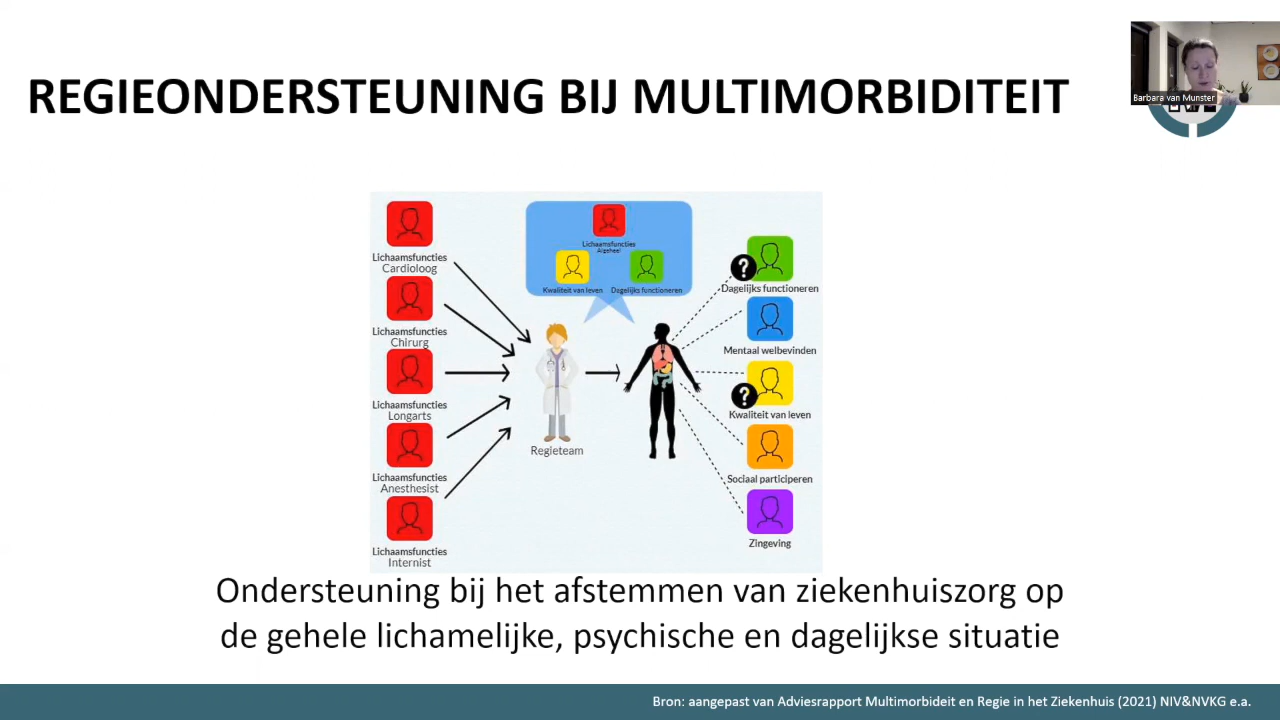 REGIEONDERSTEUNING BIJ MULTIMORBIDITEIT
Barbara van Munster
Lichaamsfuncties
Cardioloog
Lichaamsfuncties
Chirurg
Lichaamsfuncties
Longarts
Lichaamsfuncties
Anesthesist
Lichaamsfuncties
Internist
Lichaamsfuncties
Algeheel
Kwaliteit van leven
Dagelijks functioneren
Regieteam
?
Dagelijks functioneren
Mentaal welbevinden
?
Kwaliteit van leven
Sociaal participeren
Zingeving
Ondersteuning bij het afstemmen van ziekenhuiszorg op
de gehele lichamelijke, psychische en dagelijkse situatie
Bron: aangepast van Adviesrapport Multimorbideit en Regie in het Ziekenhuis (2021) NIV&NVKG e.a.